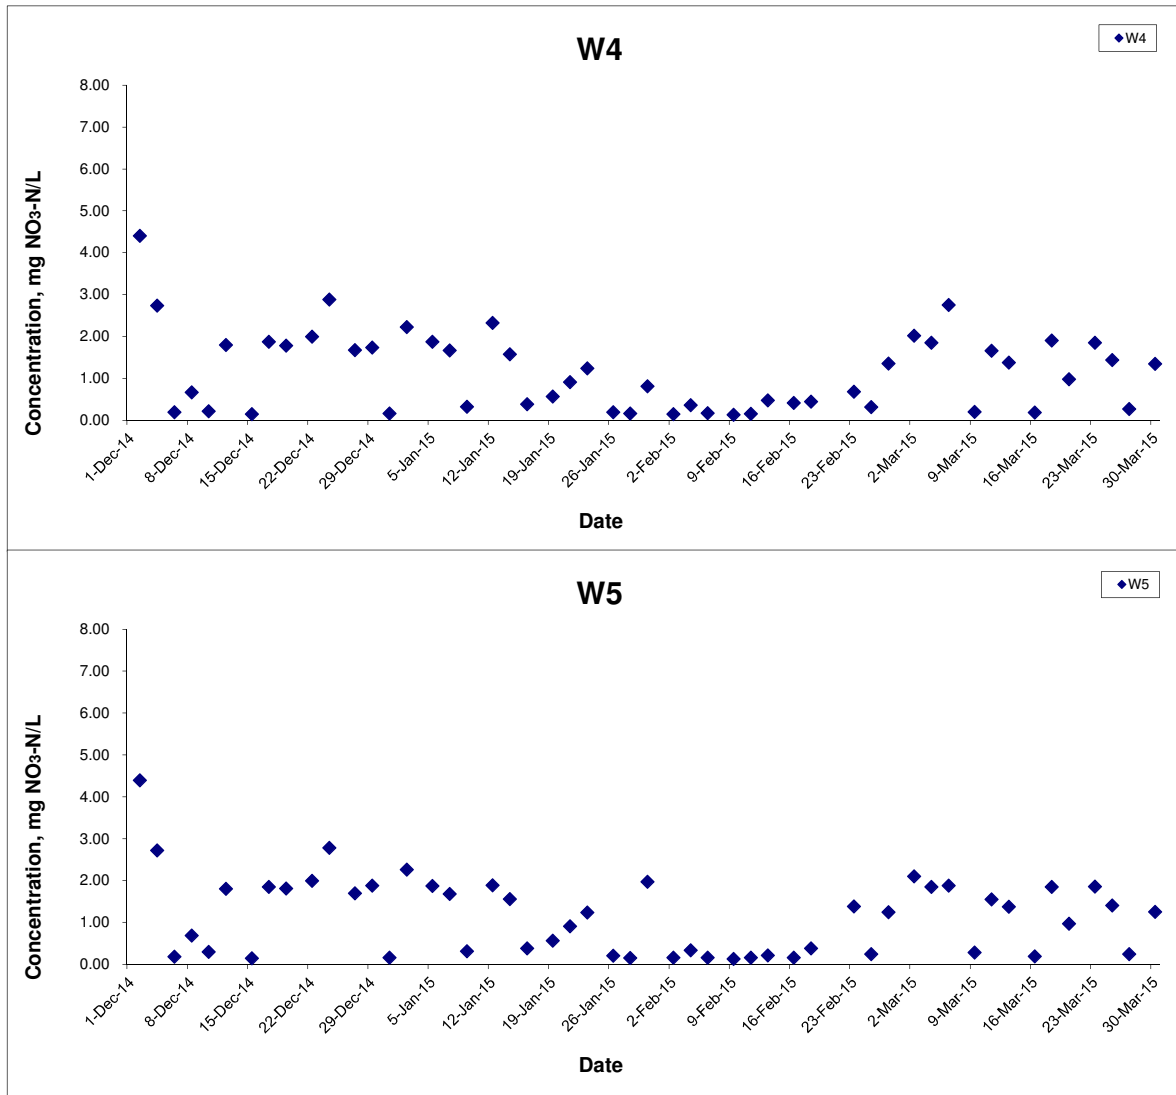 W4
W4
8.00
7.00
6.00
5.00
4.00
3.00
2.00
1.00
0.00
Concentration, mg NO3-N/L
1-Dec-14
8-Dec-14
15-Dec-14
22-Dec-14
29-Dec-14
5-Jan-15
12-Jan-15
19-Jan-15
26-Jan-15
2-Feb-15
9-Feb-15
16-Feb-15
23-Feb-15
2-Mar-15
9-Mar-15
16-Mar-15
23-Mar-15
30-Mar-15
Date
W5
W5
8.00
7.00
6.00
5.00
4.00
3.00
2.00
1.00
0.00
Concentration, mg NO3-N/L
1-Dec-14
8-Dec-14
15-Dec-14
22-Dec-14
29-Dec-14
5-Jan-15
12-Jan-15
19-Jan-15
26-Jan-15
2-Feb-15
9-Feb-15
16-Feb-15
23-Feb-15
2-Mar-15
9-Mar-15
16-Mar-15
23-Mar-15
30-Mar-15
Date